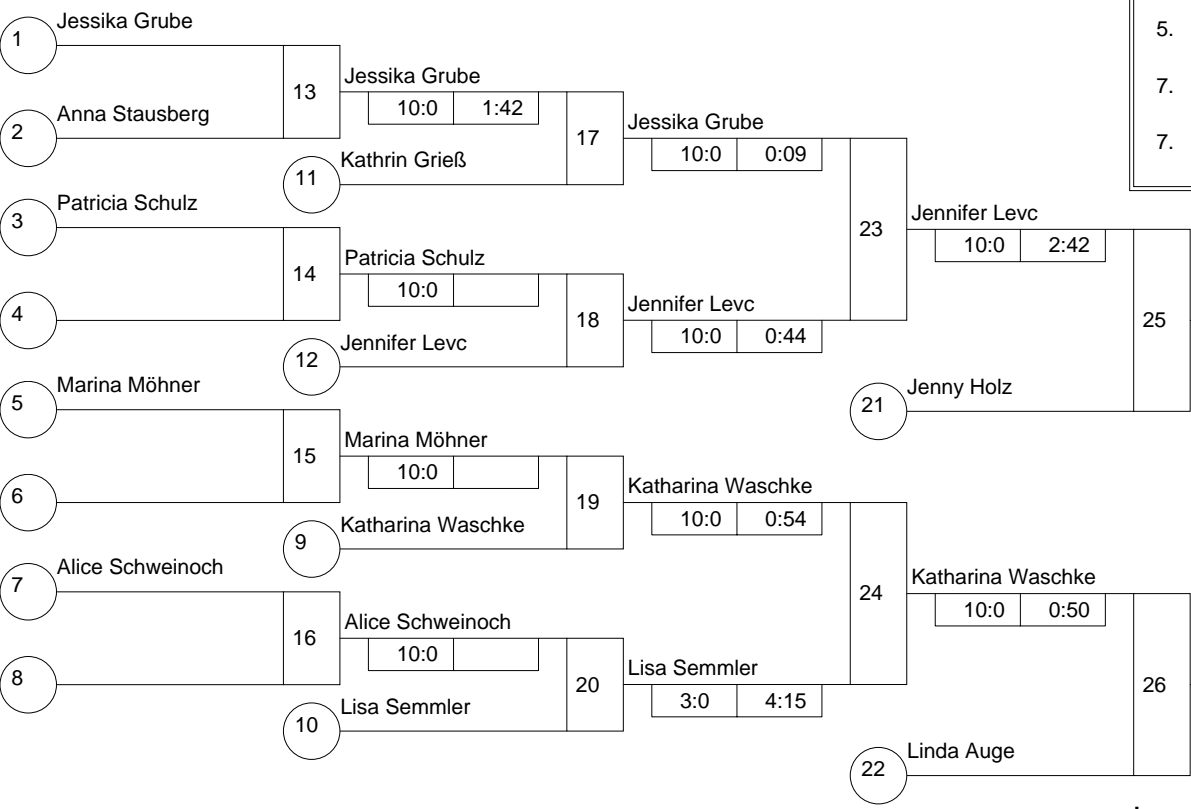 5.
7.
7.
1 Jessika Grube
13
2 Anna Stausberg
Jessika Grube
10:0 1:42
17
11 Kathrin Grieß
Jessika Grube
10:0 0:09
3 Patricia Schulz
14
4
Patricia Schulz
10:0
18
12 Jennifer Levc
Jennifer Levc
10:0 0:44
23
Jennifer Levc
10:0 2:42
25
21 Jenny Holz
5 Marina Möhner
15
6
Marina Möhner
10:0
19
9 Katharina Waschke
Katharina Waschke
10:0 0:54
7 Alice Schweinoch
16
8
Alice Schweinoch
10:0
20
10 Lisa Semmler
Lisa Semmler
3:0 4:15
24
Katharina Waschke
10:0 0:50
26
22 Linda Auge